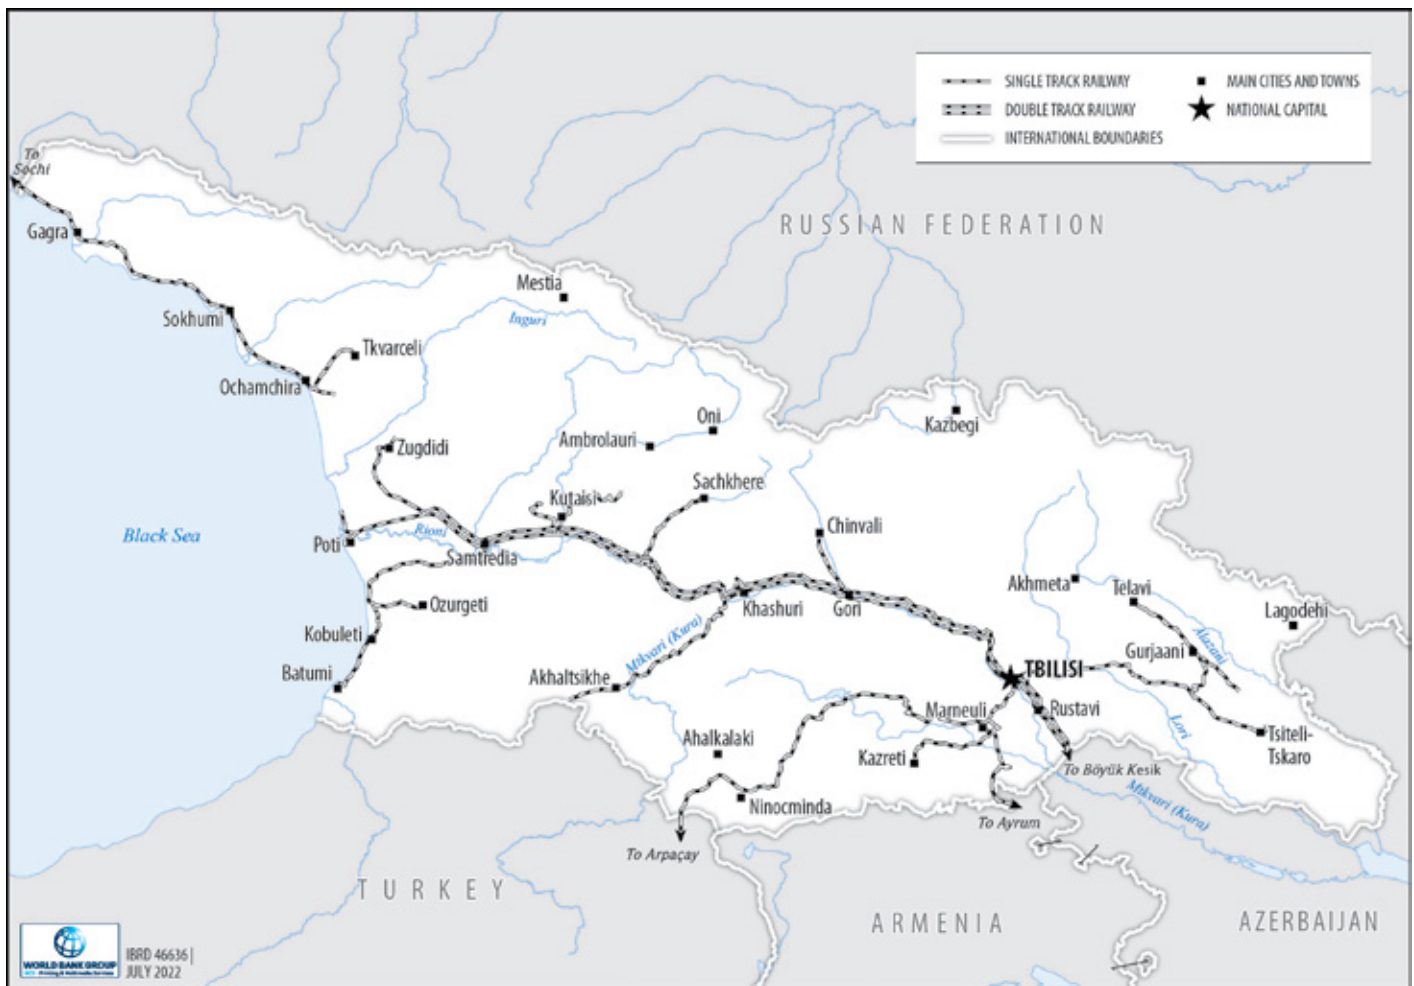 SINGLE TRACK RAILWAY
DOUBLE TRACK RAILWAY
INTERNATIONAL BOUNDARIES
MAIN CITIES AND TOWNS
NATIONAL CAPITAL
To
Sochi
Gagra
RUSSIAN FEDERATION
Mestia
Sokhumi
Inguri
Tkvarceli
Ochamchira
Oni
Kazbegi
Ambrolauri
Zugdidi
Sachkhere
Kutaisi
Chinvali
Black Sea
Poti
Rioni
Samtredia
Akhmeta
Telavi
Lagodehi
Ozurgeti
Khashuri
Gori
Kobuleti
Mtkvari (Kura)
Alazani
Gurjaani
Batumi
Akhaltsikhe
TBILISI
Marneuli
Rustavi
Lori
Tsiteli-
Tskaro
Ahalkalaki
Kazreti
To Böyük Kesik
Mtkvari (Kura)
Ninocminda
To Ayrum
To Arpaçay
TURKEY
ARMENIA
AZERBAIJAN
WORLD BANK GROUP
Printing & Multimedia Services
IBRD 46636 |
JULY 2022